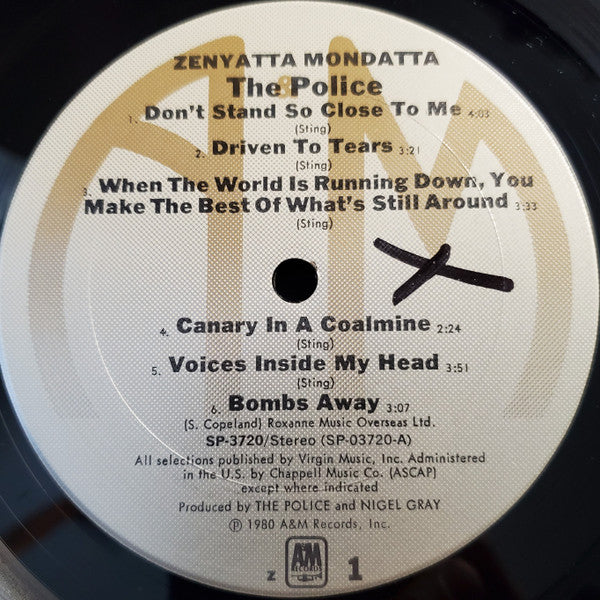 ZENYATTA MONDATTA
The Police
1. Don't Stand So Close To Me 4:03
(Sting)
2. Driven To Tears 3:21
(Sting)
3. When The World Is Running Down, You
Make The Best Of What's Still Around 3:33
(Sting)
4. Canary In A Coalmine 2:24
(Sting)
5. Voices Inside My Head 3:51
(Sting)
6. Bombs Away 3:07
(S. Copeland) Roxanne Music Overseas Ltd.
SP-3720/Stereo (SP-03720-A)
All selections published by Virgin Music, Inc. Administered
in the U.S. by Chappell Music Co. (ASCAP)
except where indicated
Produced by THE POLICE and NIGEL GRAY
℗ 1980 A&M Records, Inc.
Z A&M RECORDS 1